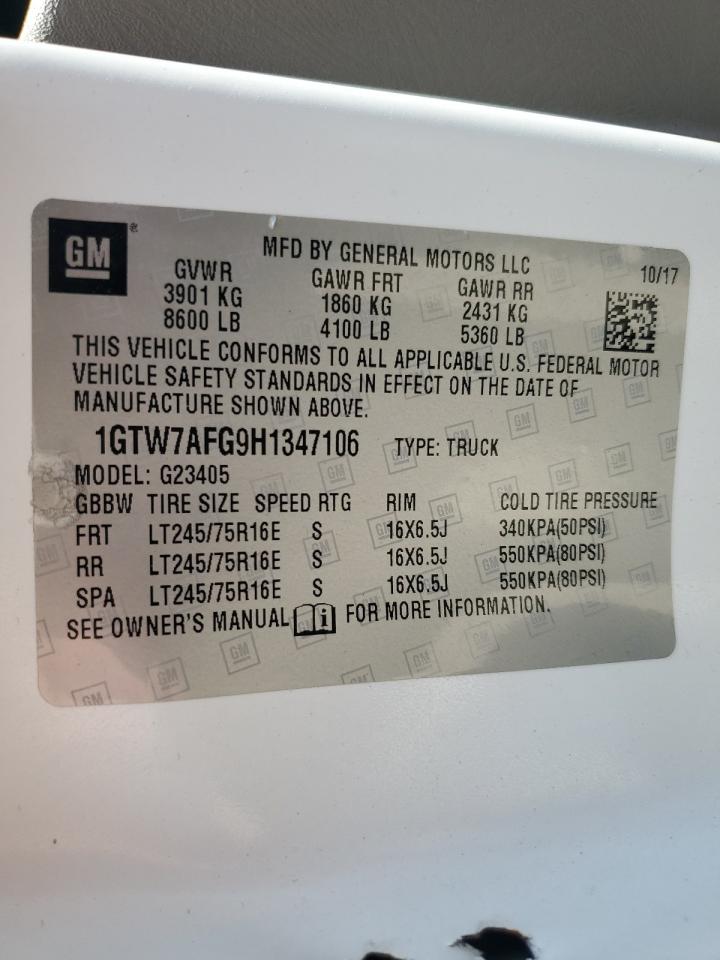 GM®
MFD BY GENERAL MOTORS LLC 10/17
GVWR GAWR FRT GAWR RR
3901 KG 1860 KG 2431 KG
8600 LB 4100 LB 5360 LB
THIS VEHICLE CONFORMS TO ALL APPLICABLE U.S. FEDERAL MOTOR
VEHICLE SAFETY STANDARDS IN EFFECT ON THE DATE OF
MANUFACTURE SHOWN ABOVE.
1GTW7AFG9H1347106 TYPE: TRUCK
MODEL: G23405
GBBW TIRE SIZE SPEED RTG RIM COLD TIRE PRESSURE
FRT LT245/75R16E S 16X6.5J 340KPA(50PSI)
RR LT245/75R16E S 16X6.5J 550KPA(80PSI)
SPA LT245/75R16E S 16X6.5J 550KPA(80PSI)
SEE OWNER'S MANUAL i FOR MORE INFORMATION.